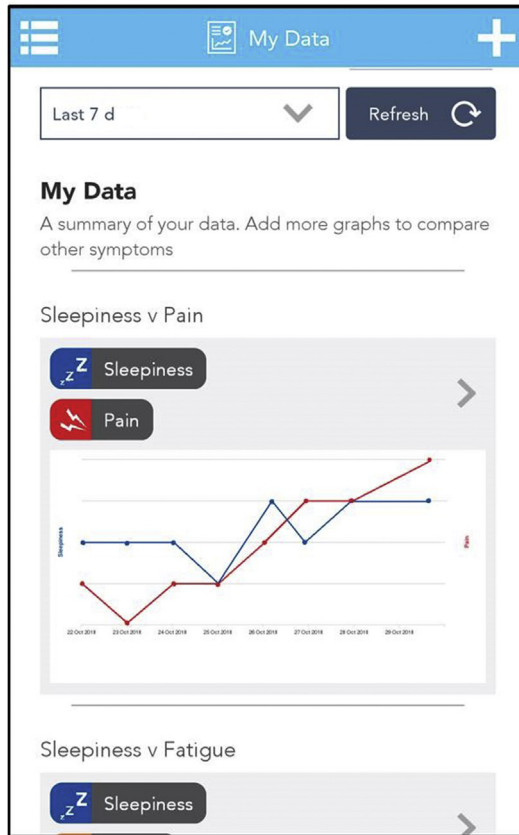 My Data
Last 7 d
Refresh
My Data
A summary of your data. Add more graphs to compare
other symptoms
Sleepiness v Pain
zzZ Sleepiness
Pain
Sleepiness
Pain
22 Oct 2018 23 Oct 2018 24 Oct 2018 25 Oct 2018 26 Oct 2018 27 Oct 2018 28 Oct 2018 29 Oct 2018
Sleepiness v Fatigue
zzZ Sleepiness